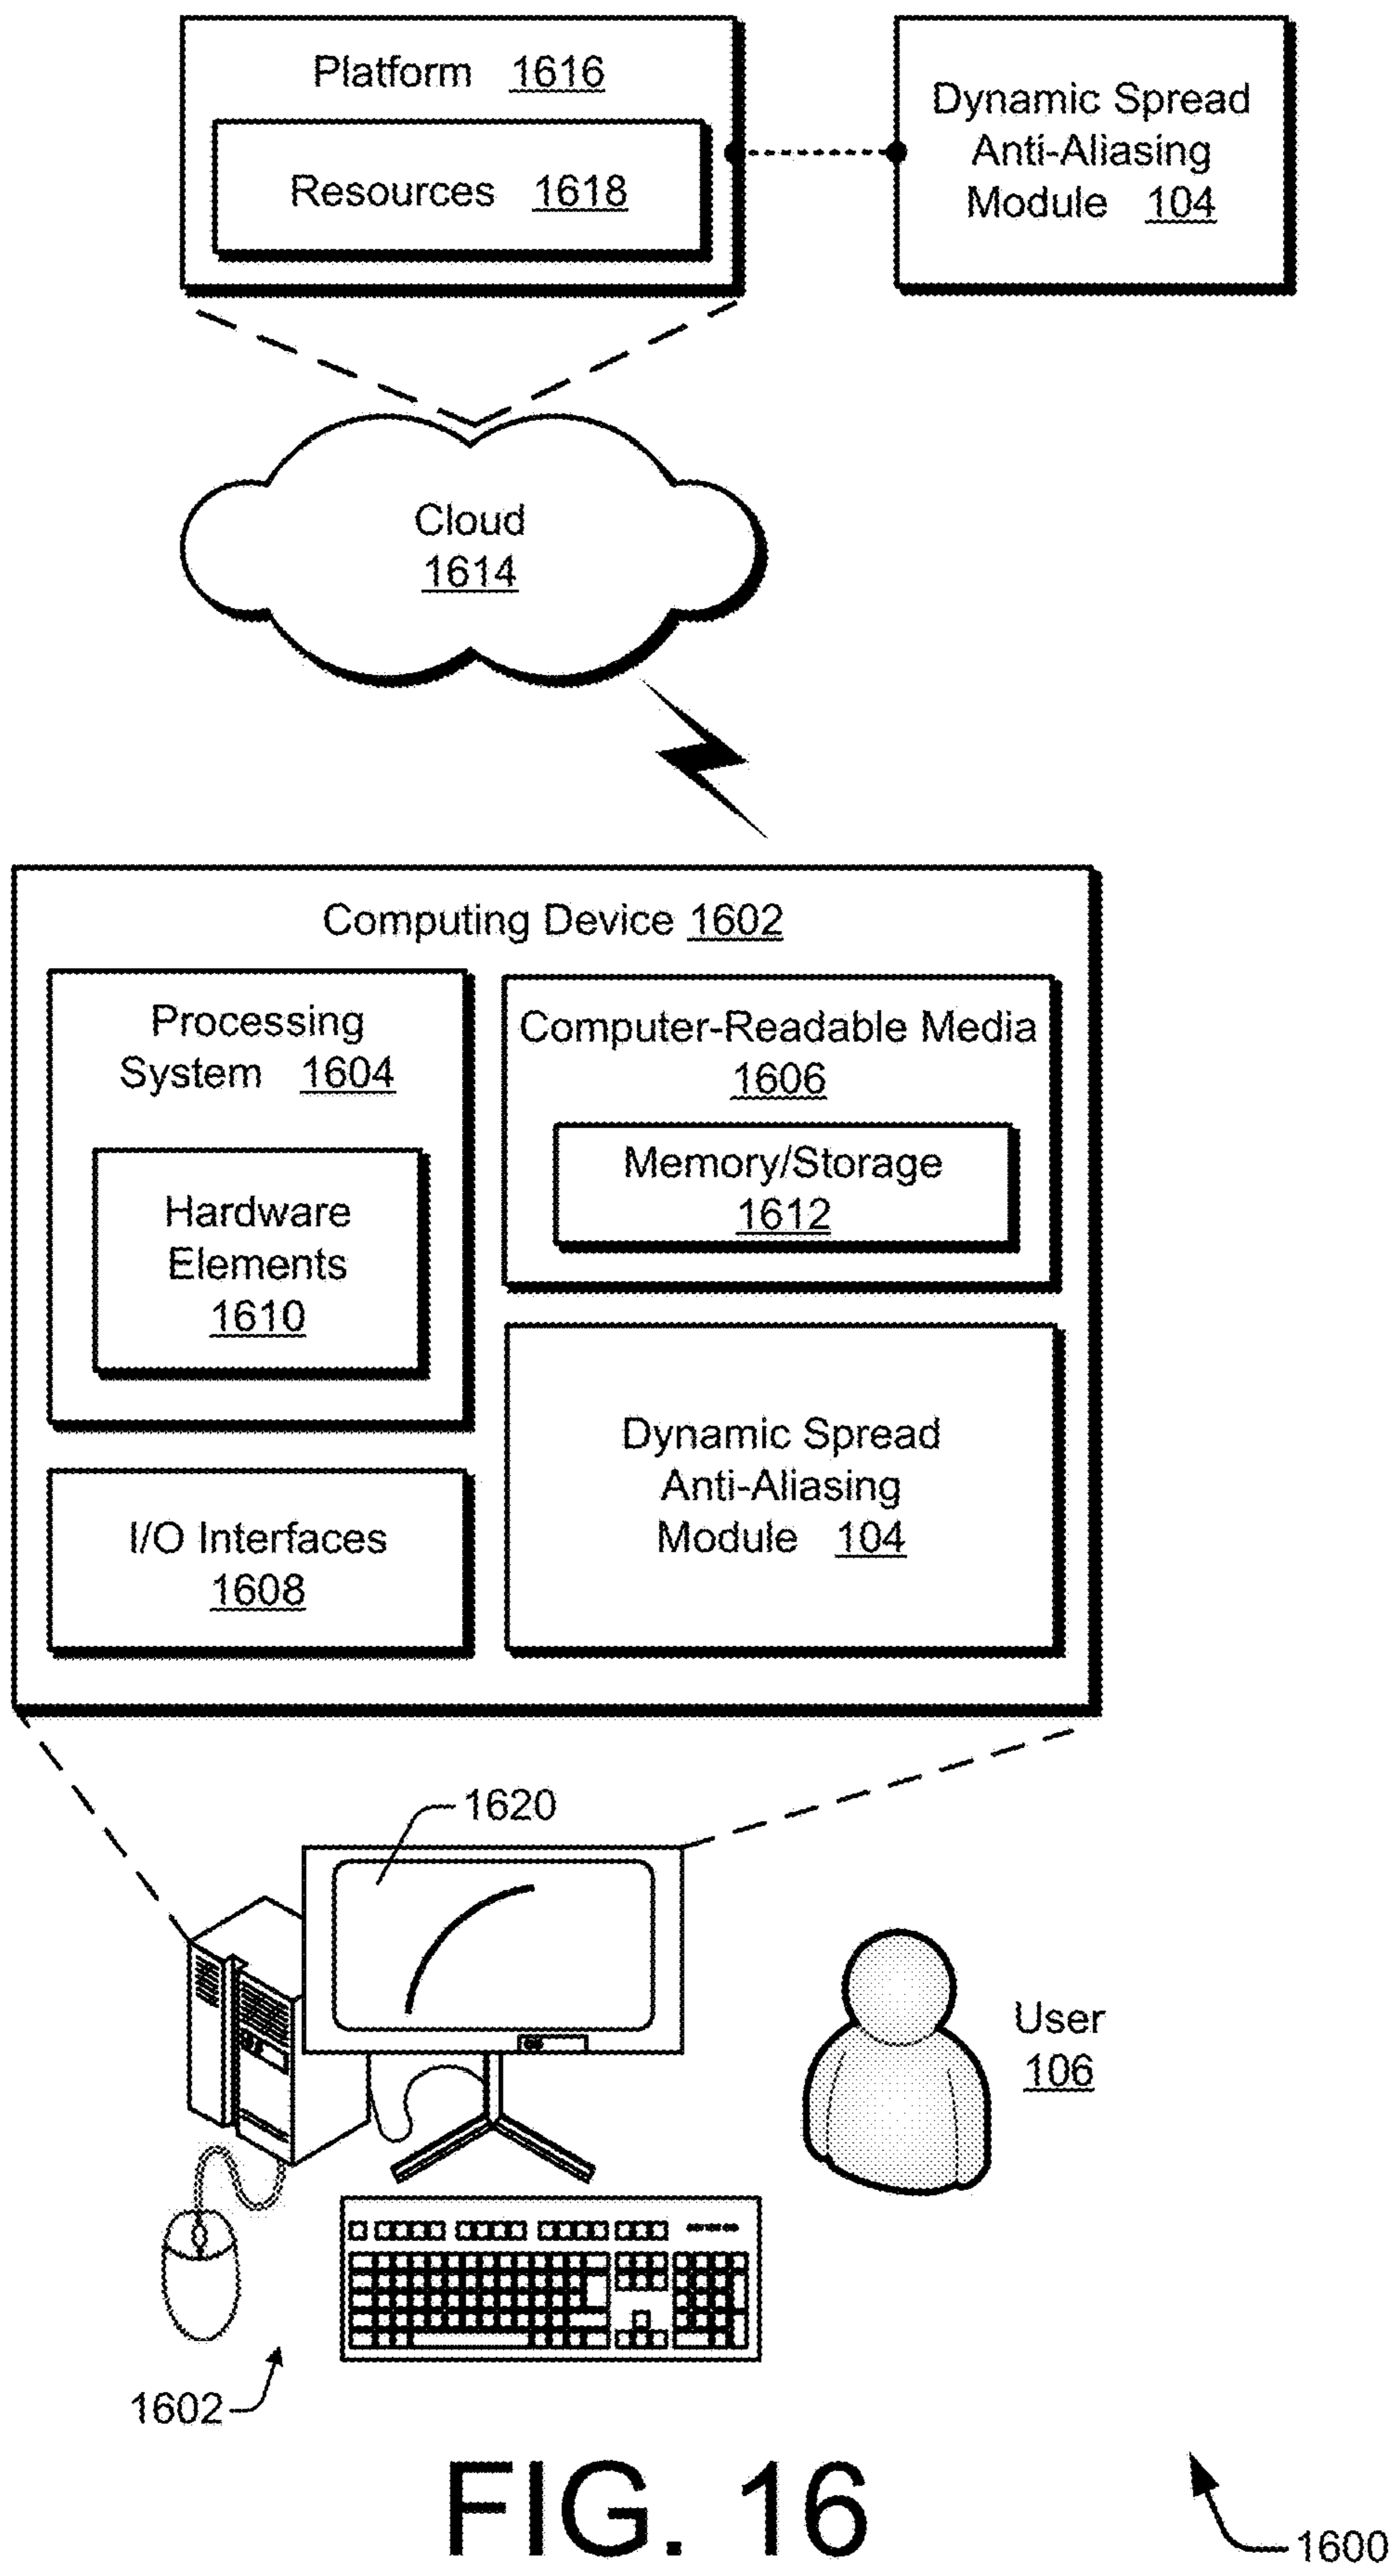 Platform 1616
Resources 1618
Dynamic Spread
Anti-Aliasing
Module 104
Cloud
1614
Computing Device 1602
Processing
System 1604
Hardware
Elements
1610
Computer-Readable Media
1606
Memory/Storage
1612
I/O Interfaces
1608
Dynamic Spread
Anti-Aliasing
Module 104
1620
User
106
1602
FIG. 16
1600